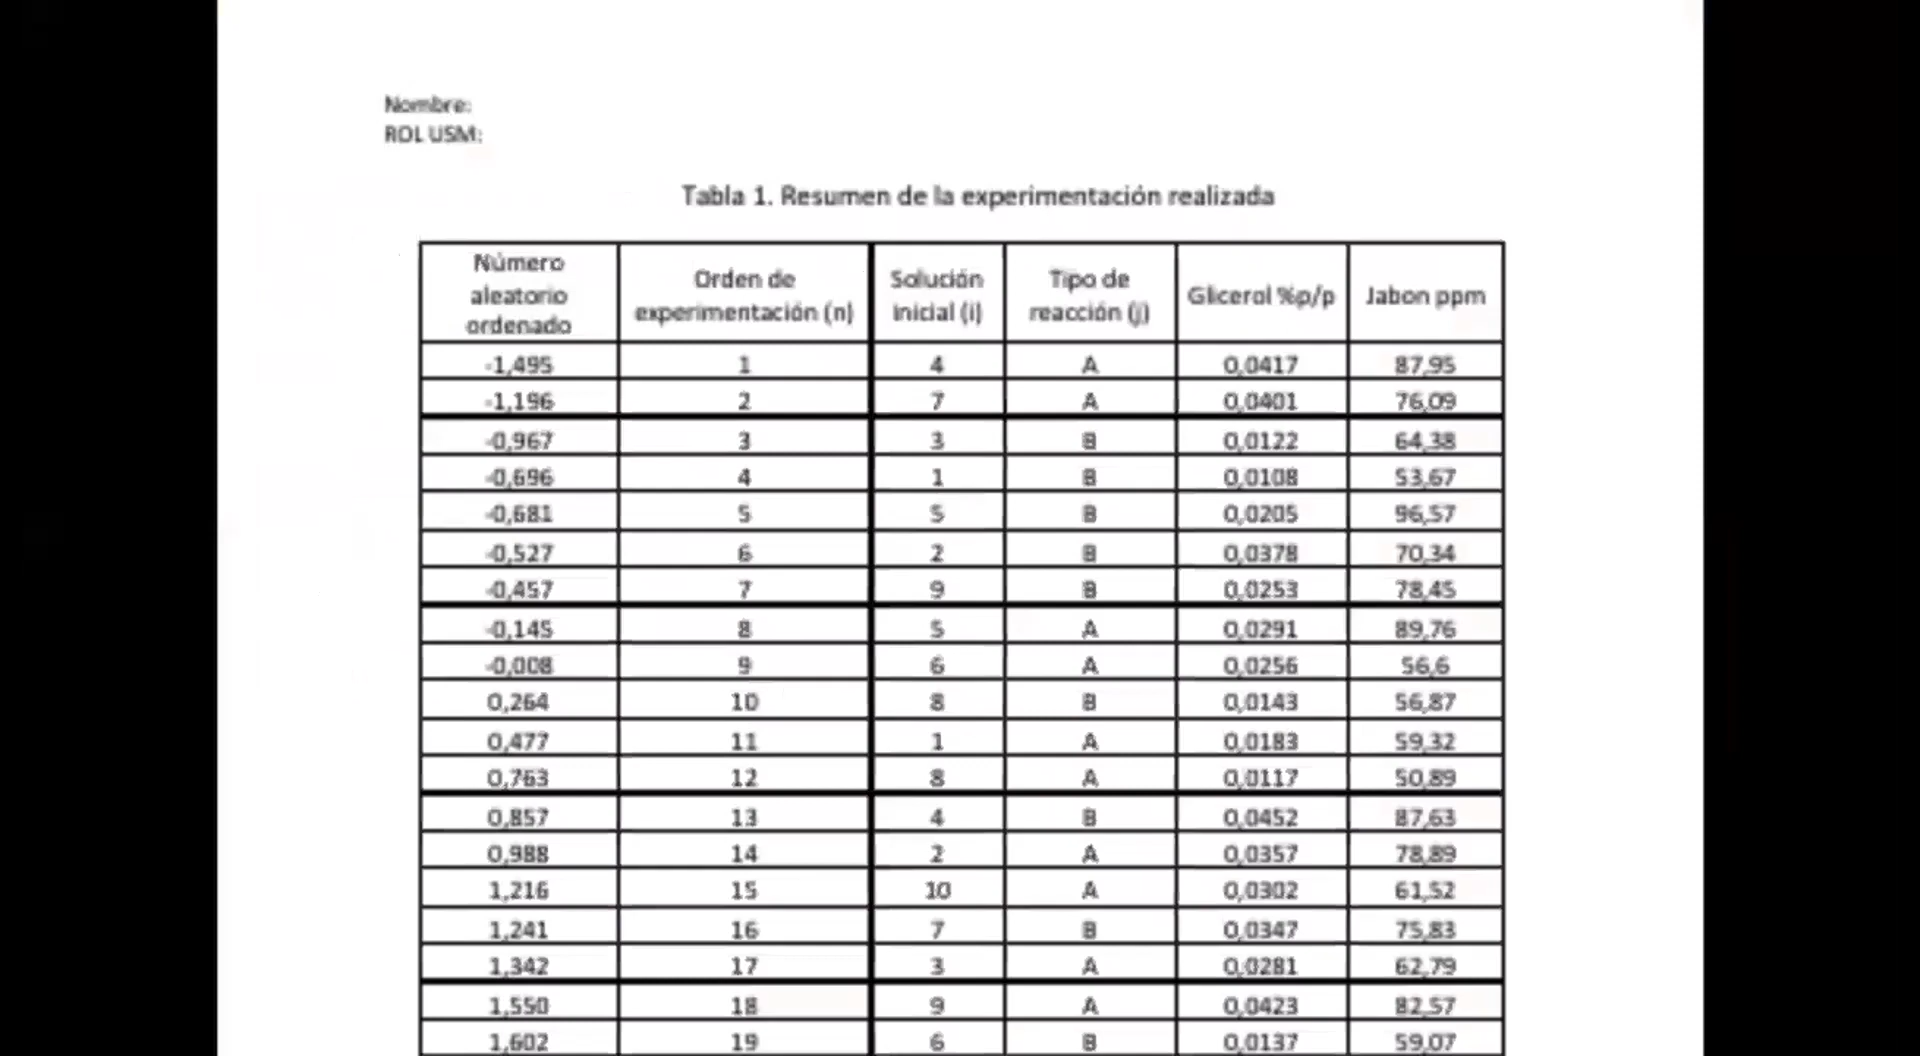 Nombre:
ROL USM:
Tabla 1. Resumen de la experimentación realizada
Número aleatorio ordenado Orden de experimentación (n) Solución inicial (i) Tipo de reacción (j) Glicerol %p/p Jabon ppm
-1,495 1 4 A 0,0417 87,95
-1,196 2 7 A 0,0401 76,09
-0,967 3 3 B 0,0122 64,38
-0,696 4 1 B 0,0108 53,67
-0,681 5 5 B 0,0205 96,57
-0,527 6 2 B 0,0378 70,34
-0,457 7 9 B 0,0253 78,45
-0,145 8 5 A 0,0291 89,76
-0,008 9 6 A 0,0256 56,6
0,264 10 8 B 0,0143 56,87
0,477 11 1 A 0,0183 59,32
0,763 12 8 A 0,0117 50,89
0,857 13 4 B 0,0452 87,63
0,988 14 2 A 0,0357 78,89
1,216 15 10 A 0,0302 61,52
1,241 16 7 B 0,0347 75,83
1,342 17 3 A 0,0281 62,79
1,550 18 9 A 0,0423 82,57
1,602 19 6 B 0,0137 59,07